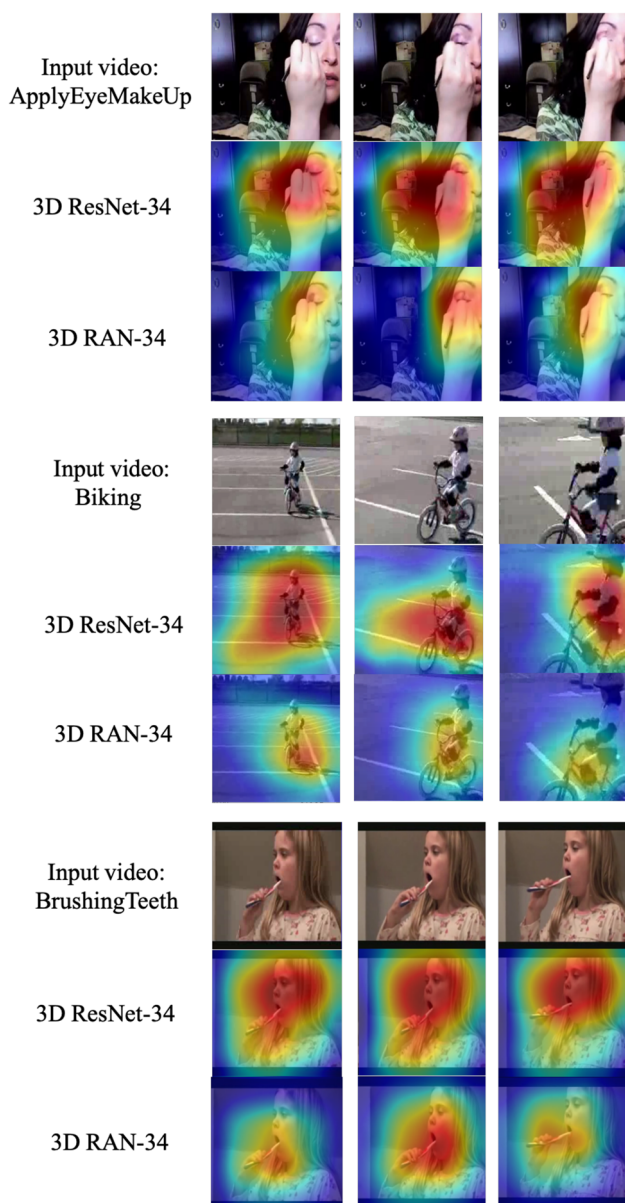 Input video:
ApplyEyeMakeUp
3D ResNet-34
3D RAN-34
Input video:
Biking
3D ResNet-34
3D RAN-34
Input video:
BrushingTeeth
3D ResNet-34
3D RAN-34